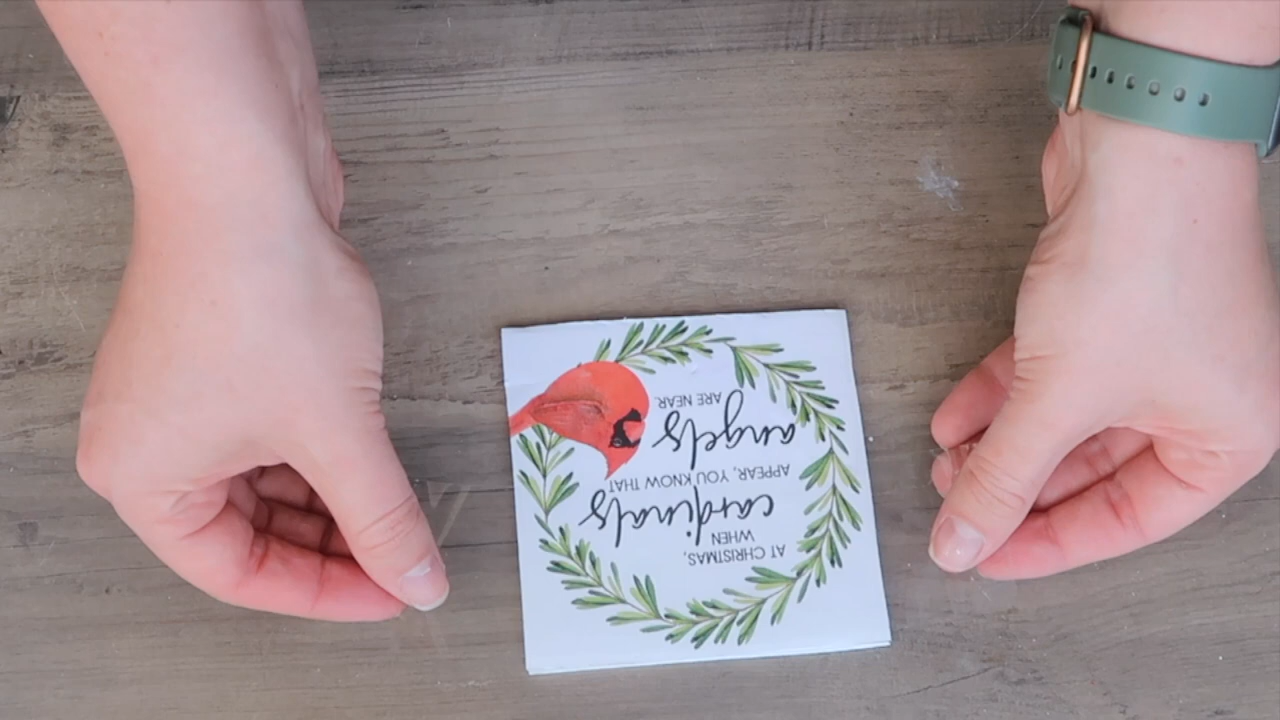 AT CHRISTMAS,
WHEN
cardinals
APPEAR, YOU KNOW THAT
angels
ARE NEAR.